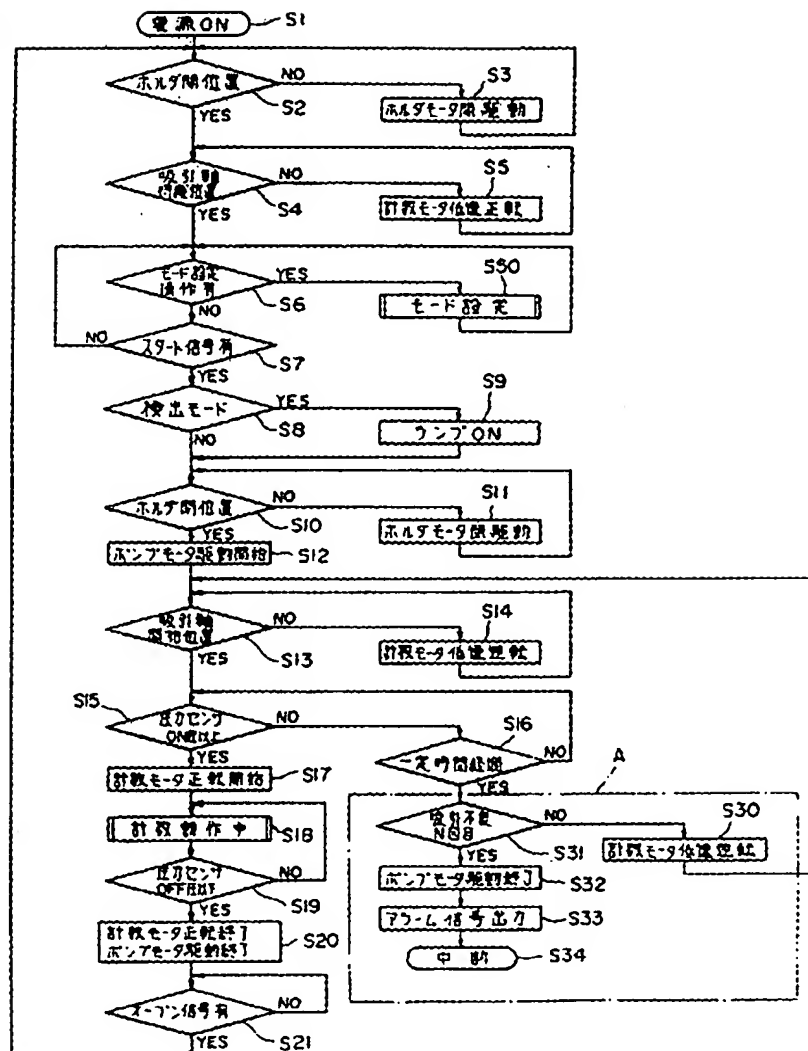 電源ON
S1
ホルダ開位置
NO
S2
YES
S3
ホルダモータ開駆動
吸引軸
NO
S4
YES
S5
計数モータ低速正転
モード設定
操作有
YES
S6
NO
S50
モード設定
スタート信号有
NO
S7
YES
検出モード
YES
S8
NO
S9
ランプON
ホルダ閉位置
NO
S10
YES
S11
ホルダモータ閉駆動
ポンプモータ駆動開始
S12
吸引軸
開始位置
NO
S13
YES
S14
計数モータ低速逆転
S15
圧力センサ
ON値以上
NO
YES
S16
一定時間経過
NO
YES
計数モータ正転開始
S17
計数動作中
S18
圧力センサ
OFF値以下
NO
S19
YES
計数モータ正転終了
ポンプモータ駆動終了
S20
オープン信号有
NO
S21
YES
A
吸引不良
NO
S31
YES
S30
計数モータ低速逆転
ポンプモータ駆動終了
S32
アラーム信号出力
S33
中断
S34